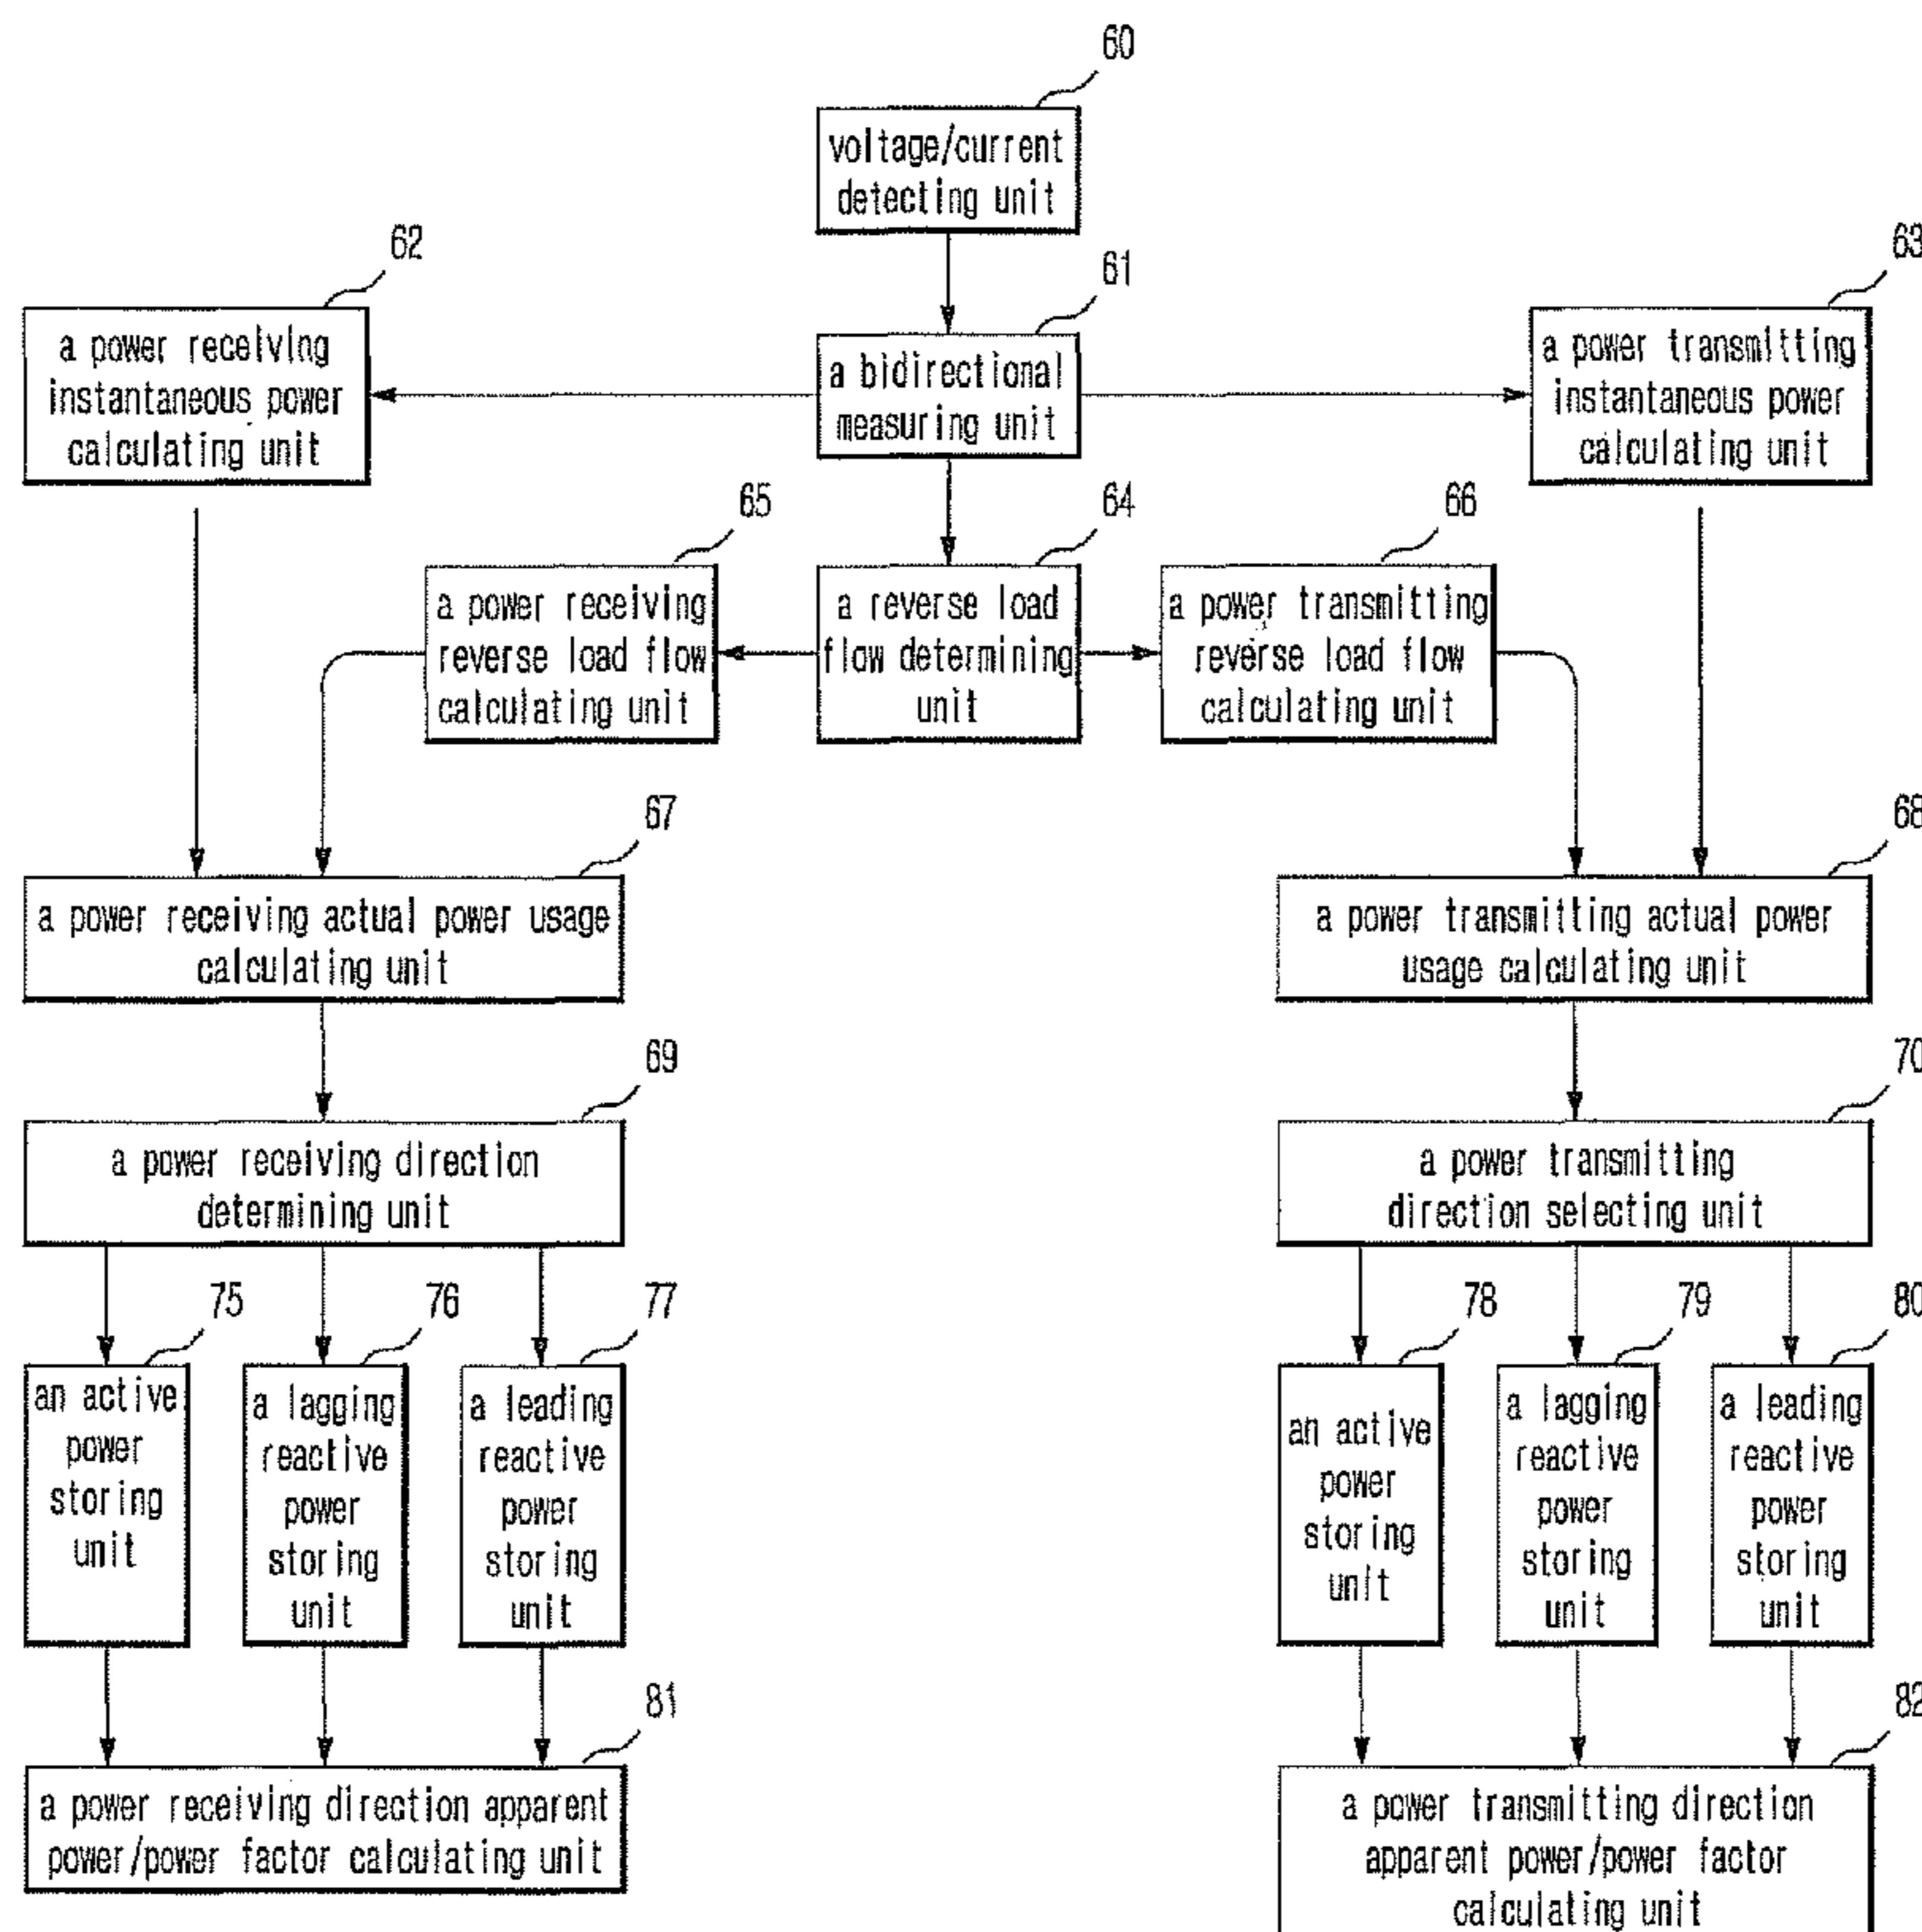 60
voltage/current
detecting unit
62
61
63
a power receiving
instantaneous power
calculating unit
a bidirectional
measuring unit
a power transmitting
instantaneous power
calculating unit
65
64
66
a power receiving
reverse load flow
calculating unit
a reverse load
flow determining
unit
a power transmitting
reverse load flow
calculating unit
67
68
a power receiving actual power usage
calculating unit
a power transmitting actual power
usage calculating unit
69
70
a power receiving direction
determining unit
a power transmitting
direction selecting unit
75
76
77
78
79
80
an active
power
storing
unit
a lagging
reactive
power
storing
unit
a leading
reactive
power
storing
unit
an active
power
storing
unit
a lagging
reactive
power
storing
unit
a leading
reactive
power
storing
unit
81
82
a power receiving direction apparent
power/power factor calculating unit
a power transmitting direction
apparent power/power factor
calculating unit